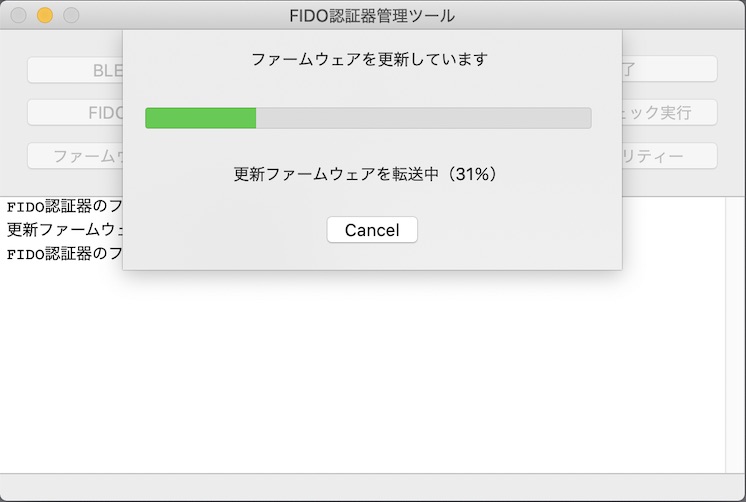 FIDO認証器管理ツール
ファームウェアを更新しています
更新ファームウェアを転送中（31%）
Cancel
BLE
了
FIDO
ェック実行
ファームウ
リティー
FIDO認証器のフ
更新ファームウェ
FIDO認証器のフ